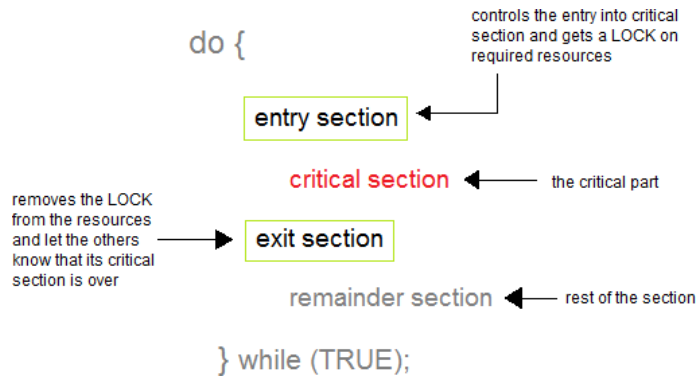 controls the entry into critical
section and gets a LOCK on
required resources
do {
entry section
critical section
the critical part
removes the LOCK
from the resources
and let the others
know that its critical
section is over
exit section
remainder section
rest of the section
} while (TRUE);